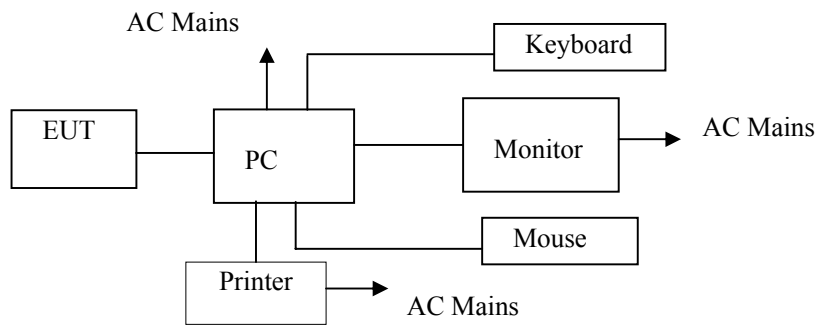 AC Mains
Keyboard
EUT
PC
Monitor
AC Mains
Mouse
Printer
AC Mains